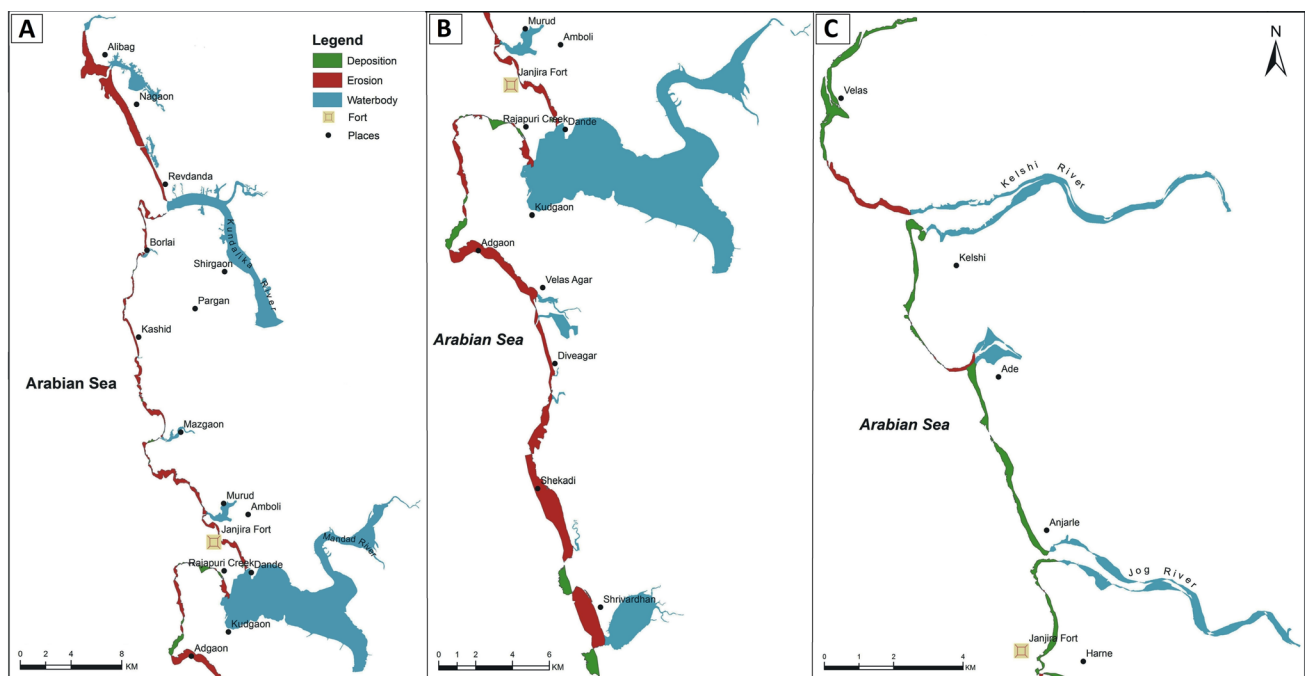 A
Alibag
Legend
Deposition
Erosion
Waterbody
Fort
Places
Nagaon
Revdanda
Kundalika River
Borlai
Shirgaon
Pargan
Kashid
Arabian Sea
Mazgaon
Murud
Amboli
Janjira Fort
Mandad River
Rajapuri Creek
Dande
Kudgaon
Adgaon
0 2 4 8
KM
B
Murud
Amboli
Janjira Fort
Rajapuri Creek
Dande
Kudgaon
Adgaon
Velas Agar
Arabian Sea
Diveagar
Shekadi
Shrivardhan
0 1 2 4 6
KM
C
N
Velas
Kelshi River
Kelshi
Ade
Arabian Sea
Anjarle
Jog River
Janjira Fort
Harne
0 1 2 4
KM